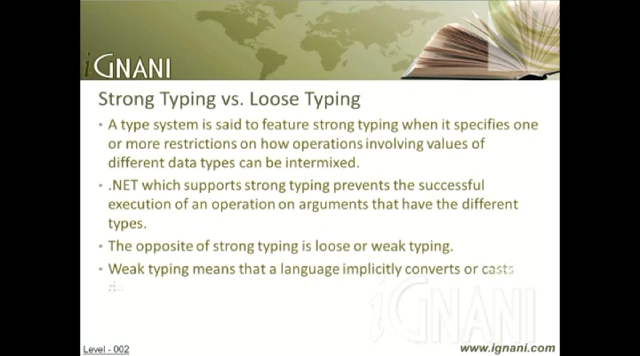 iGNANI
Strong Typing vs. Loose Typing
• A type system is said to feature strong typing when it specifies one
or more restrictions on how operations involving values of
different data types can be intermixed.
• .NET which supports strong typing prevents the successful
execution of an operation on arguments that have the different
types.
• The opposite of strong typing is loose or weak typing.
• Weak typing means that a language implicitly converts or casts
iGNANI
Level - 002
www.ignani.com